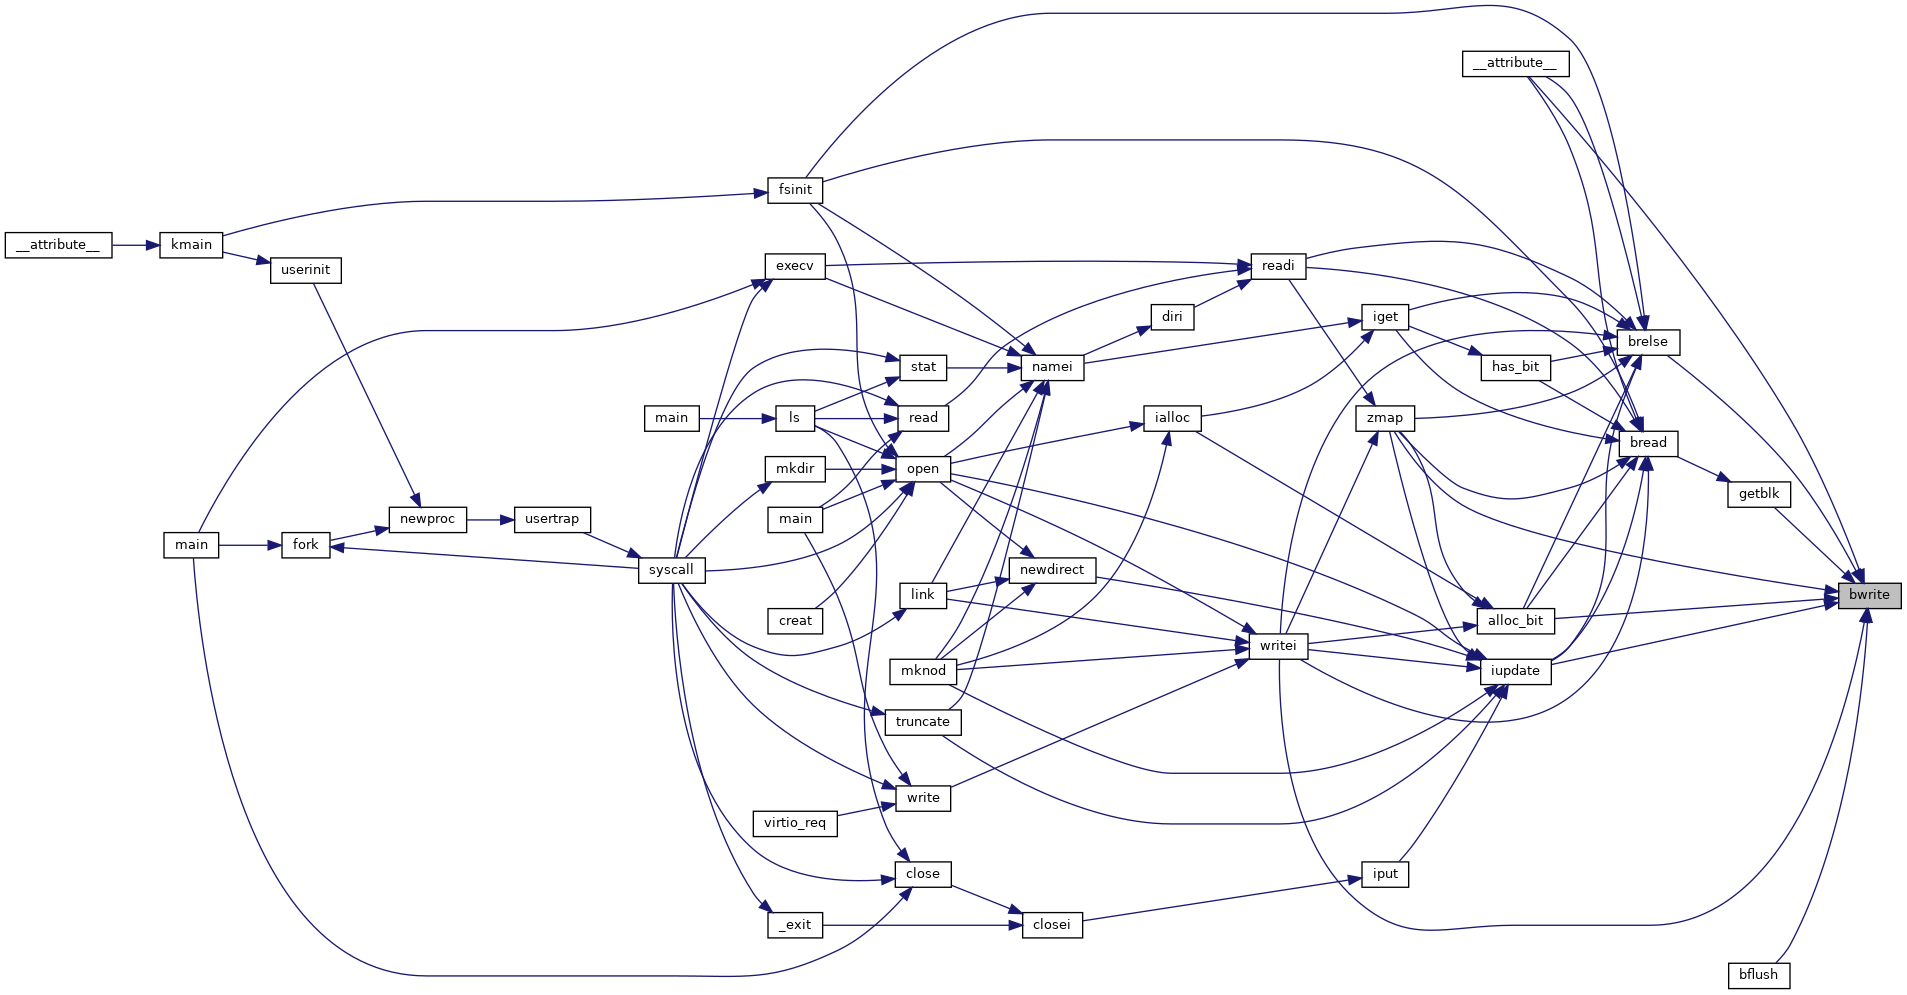 __attribute__
fsinit
__attribute__
kmain
userinit
execv
readi
diri
iget
brelse
stat
namei
has_bit
main
ls
read
ialloc
zmap
bread
mkdir
open
getblk
main
newproc
usertrap
main
fork
syscall
newdirect
link
bwrite
creat
alloc_bit
writei
mknod
iupdate
truncate
write
virtio_req
close
iput
_exit
closei
bflush